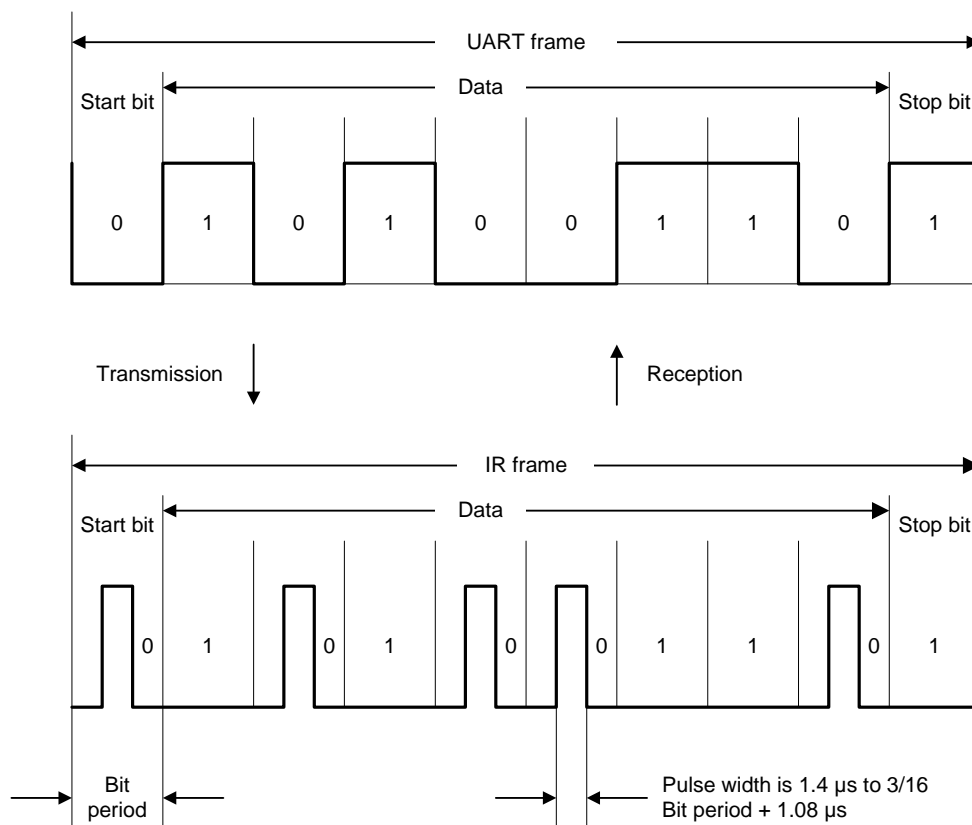 UART frame
Data
Start bit
Stop bit
0 1 0 1 0 0 1 1 0 1
Transmission
Reception
IR frame
Data
Start bit
Stop bit
0 1 0 1 0 0 1 1 0 1
Bit
period
Pulse width is 1.4 μs to 3/16
Bit period + 1.08 μs